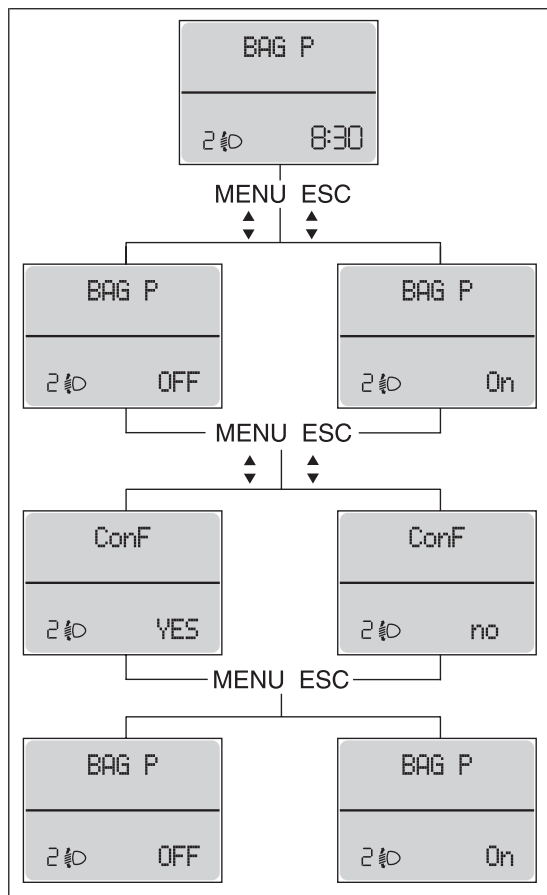 BAG P
2 8:30
MENU ESC
BAG P
2 OFF
BAG P
2 On
MENU ESC
ConF
2 YES
ConF
2 no
MENU ESC
BAG P
2 OFF
BAG P
2 On